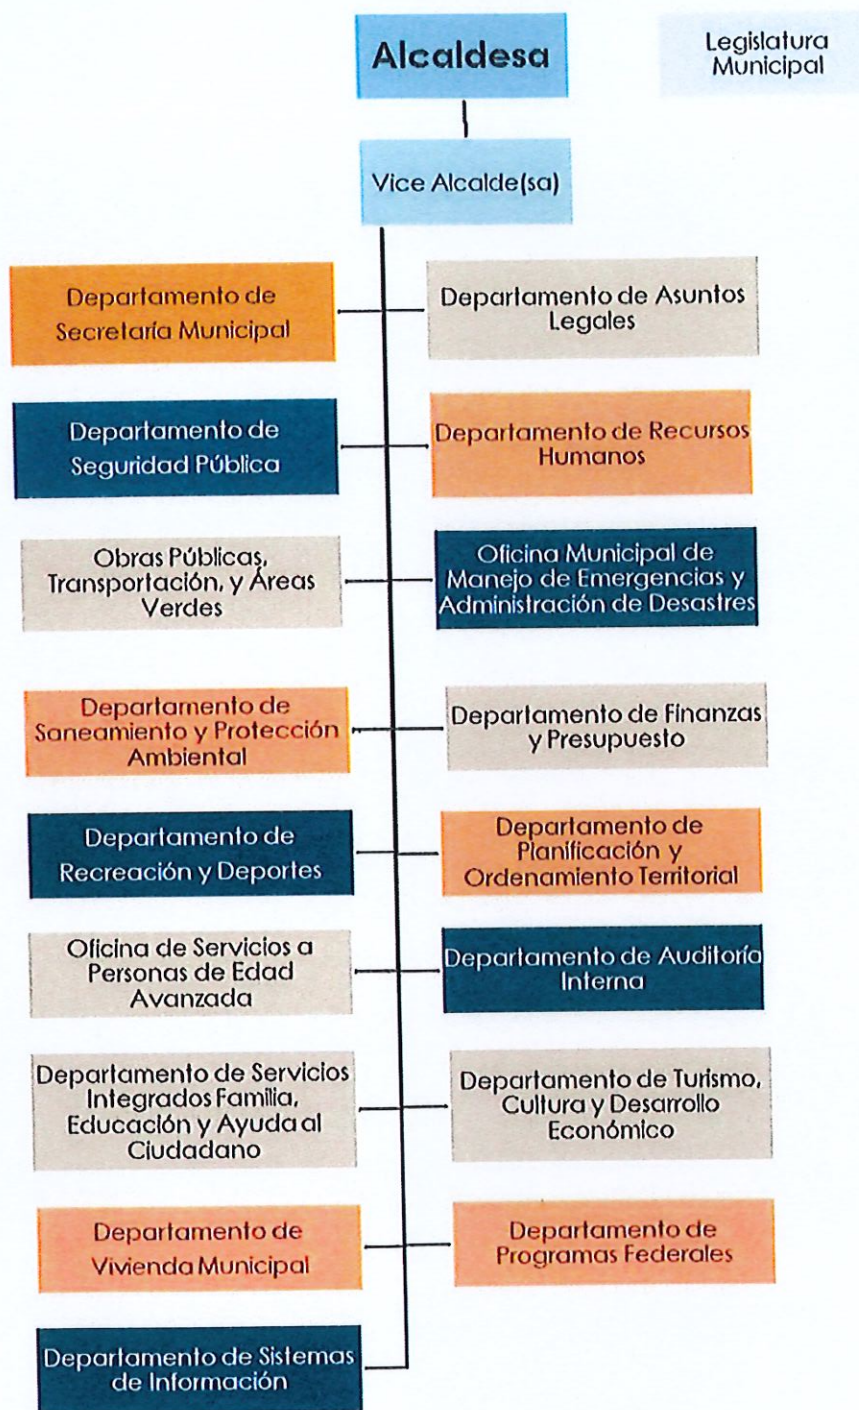 Alcaldesa
Legislatura
Municipal
Vice Alcalde(sa)
Departamento de
Secretaría Municipal
Departamento de Asuntos
Legales
Departamento de
Seguridad Pública
Departamento de Recursos
Humanos
Obras Públicas,
Transportación, y Áreas
Verdes
Oficina Municipal de
Manejo de Emergencias y
Administración de Desastres
Departamento de
Saneamiento y Protección
Ambiental
Departamento de Finanzas
y Presupuesto
Departamento de
Recreación y Deportes
Departamento de
Planificación y
Ordenamiento Territorial
Oficina de Servicios a
Personas de Edad
Avanzada
Departamento de Auditoría
Interna
Departamento de Servicios
Integrados Familia,
Educación y Ayuda al
Ciudadano
Departamento de Turismo,
Cultura y Desarrollo
Económico
Departamento de
Vivienda Municipal
Departamento de
Programas Federales
Departamento de Sistemas
de Información